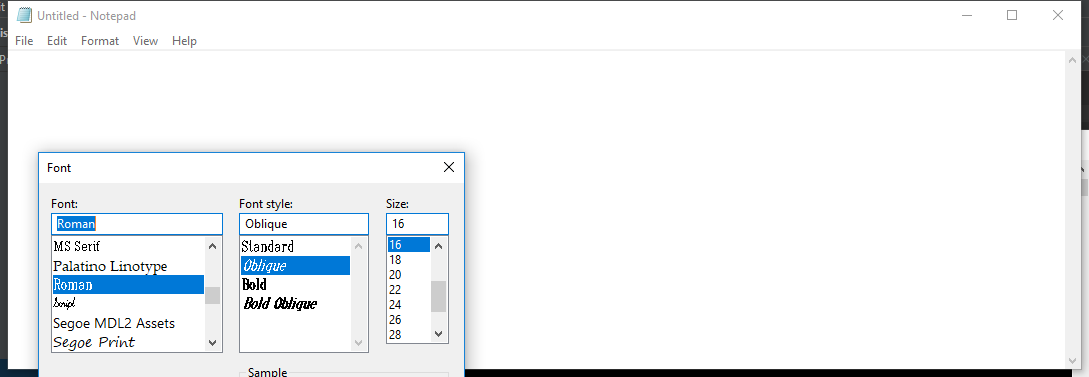 Untitled - Notepad
File Edit Format View Help
Font
Font: Font style: Size:
Roman Oblique 16
MS Serif
Palatino Linotype
Roman
Script
Segoe MDL2 Assets
Segoe Print
Standard
Oblique
Bold
Bold Oblique
16
18
20
22
24
26
28
Sample